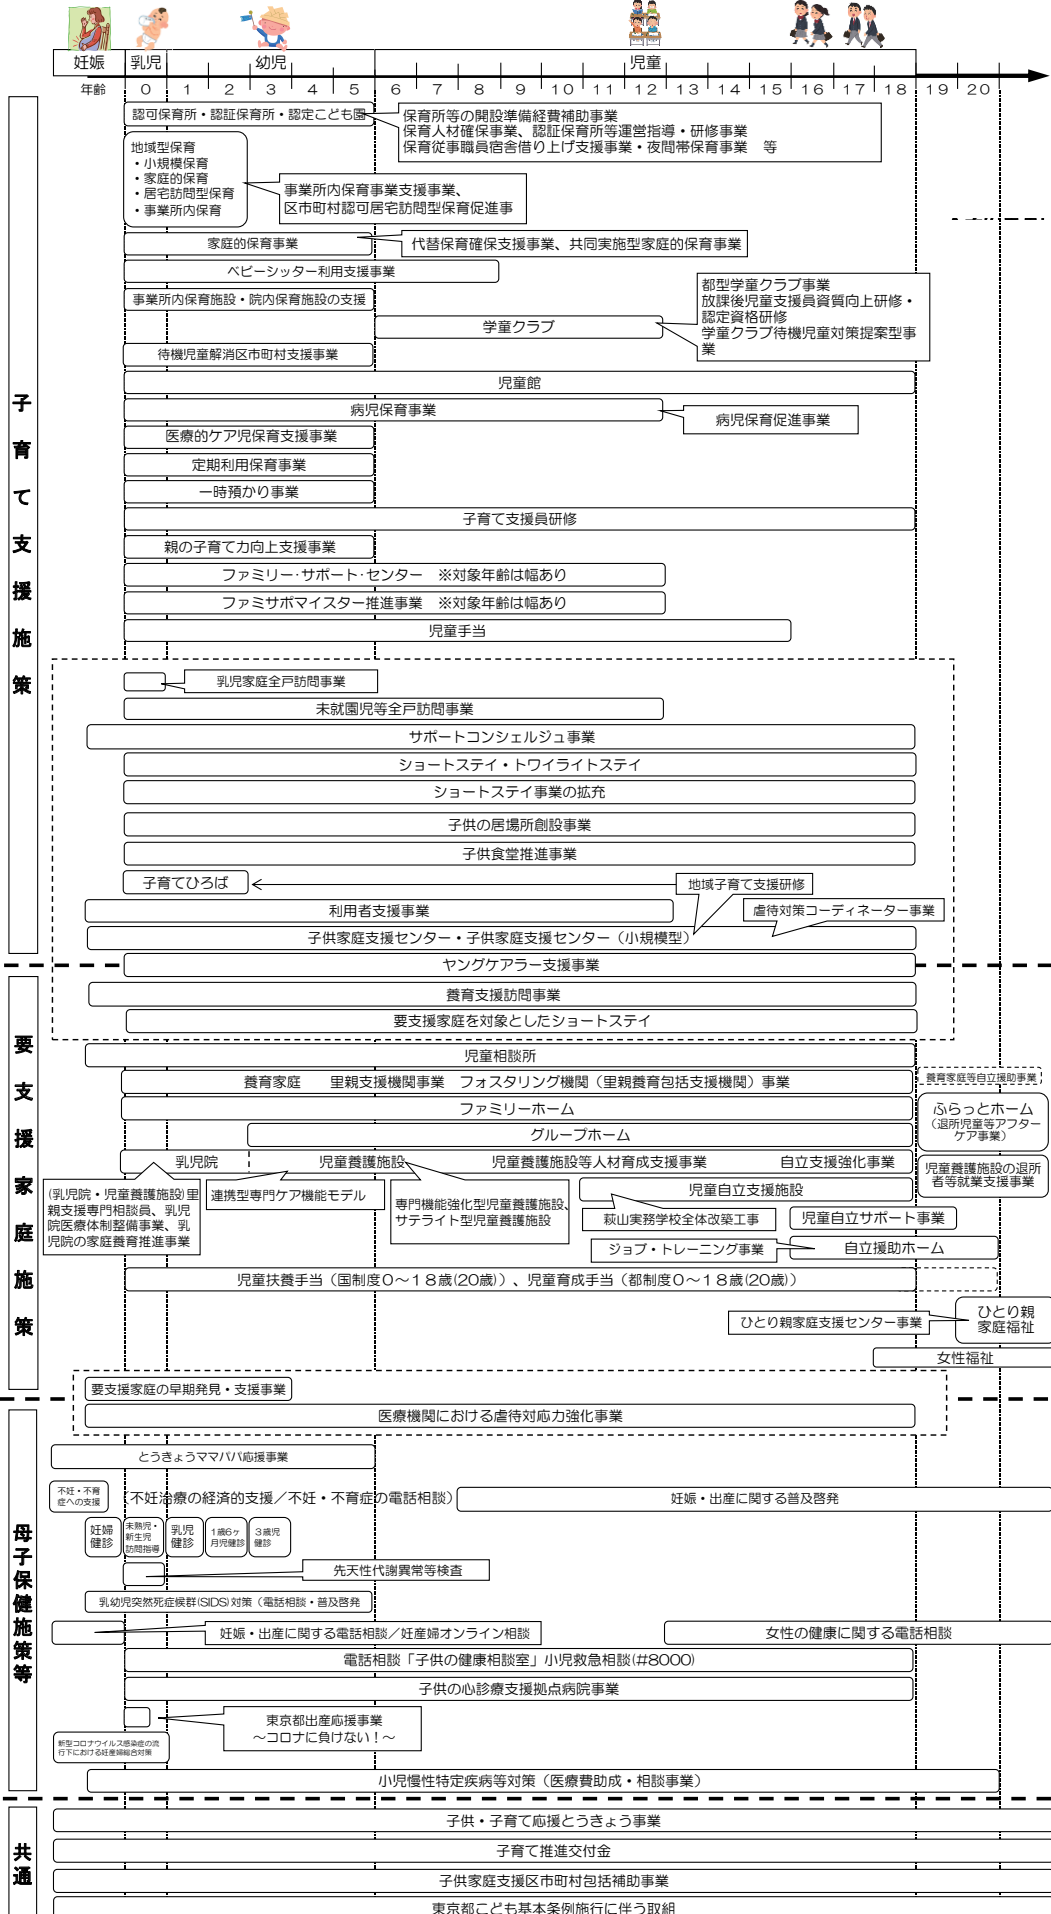 妊娠 乳児 幼児 児童
年齢 0 1 2 3 4 5 6 7 8 9 10 11 12 13 14 15 16 17 18 19 20
子育て支援施策
認可保育所・認証保育所・認定こども園
保育所等の開設準備経費補助事業
保育人材確保事業、認証保育所等運営指導・研修事業
保育従事職員宿舎借り上げ支援事業・夜間帯保育事業　等
地域型保育
・小規模保育
・家庭的保育
・居宅訪問型保育
・事業所内保育
事業所内保育事業支援事業、
区市町村認可居宅訪問型保育促進事
家庭的保育事業
代替保育確保支援事業、共同実施型家庭的保育事業
ベビーシッター利用支援事業
事業所内保育施設・院内保育施設の支援
都型学童クラブ事業
放課後児童支援員資質向上研修・
認定資格研修
学童クラブ待機児童対策提案型事
業
学童クラブ
待機児童解消区市町村支援事業
児童館
病児保育事業
病児保育促進事業
医療的ケア児保育支援事業
定期利用保育事業
一時預かり事業
子育て支援員研修
親の子育て力向上支援事業
ファミリー・サポート・センター　※対象年齢は幅あり
ファミサポマイスター推進事業　※対象年齢は幅あり
児童手当
乳児家庭全戸訪問事業
未就園児等全戸訪問事業
サポートコンシェルジュ事業
ショートステイ・トワイライトステイ
ショートステイ事業の拡充
子供の居場所創設事業
子供食堂推進事業
子育てひろば
地域子育て支援研修
利用者支援事業
虐待対策コーディネーター事業
子供家庭支援センター・子供家庭支援センター（小規模型）
ヤングケアラー支援事業
要支援家庭施策
養育支援訪問事業
要支援家庭を対象としたショートステイ
児童相談所
養育家庭　里親支援機関事業　フォスタリング機関（里親養育包括支援機関）事業
養育家庭等自立援助事業
ファミリーホーム
ふらっとホーム
（退所児童等アフター
ケア事業）
グループホーム
乳児院 児童養護施設 児童養護施設等人材育成支援事業 自立支援強化事業
児童養護施設の退所
者等就業支援事業
(乳児院・児童養護施設)里
親支援専門相談員、乳児
院医療体制整備事業、乳
児院の家庭養育推進事業
連携型専門ケア機能モデル
専門機能強化型児童養護施設、
サテライト型児童養護施設
児童自立支援施設
萩山実務学校全体改築工事
児童自立サポート事業
ジョブ・トレーニング事業
自立援助ホーム
児童扶養手当（国制度０～１８歳(20歳)）、児童育成手当（都制度０～１８歳(20歳)）
ひとり親家庭支援センター事業
ひとり親
家庭福祉
女性福祉
要支援家庭の早期発見・支援事業
医療機関における虐待対応力強化事業
母子保健施策等
とうきょうママパパ応援事業
不妊・不育
症への支援
（不妊治療の経済的支援／不妊・不育症の電話相談）
妊娠・出産に関する普及啓発
妊婦
健診
未熟児・
新生児
訪問指導
乳児
健診
1歳6ヶ
月児健診
3歳児
健診
先天性代謝異常等検査
乳幼児突然死症候群(SIDS)対策（電話相談・普及啓発
妊娠・出産に関する電話相談／妊産婦オンライン相談
女性の健康に関する電話相談
電話相談「子供の健康相談室」小児救急相談(#8000)
子供の心診療支援拠点病院事業
東京都出産応援事業
～コロナに負けない！～
新型コロナウイルス感染症の流
行下における妊産婦総合対策
小児慢性特定疾病等対策（医療費助成・相談事業）
共通
子供・子育て応援とうきょう事業
子育て推進交付金
子供家庭支援区市町村包括補助事業
東京都こども基本条例施行に伴う取組